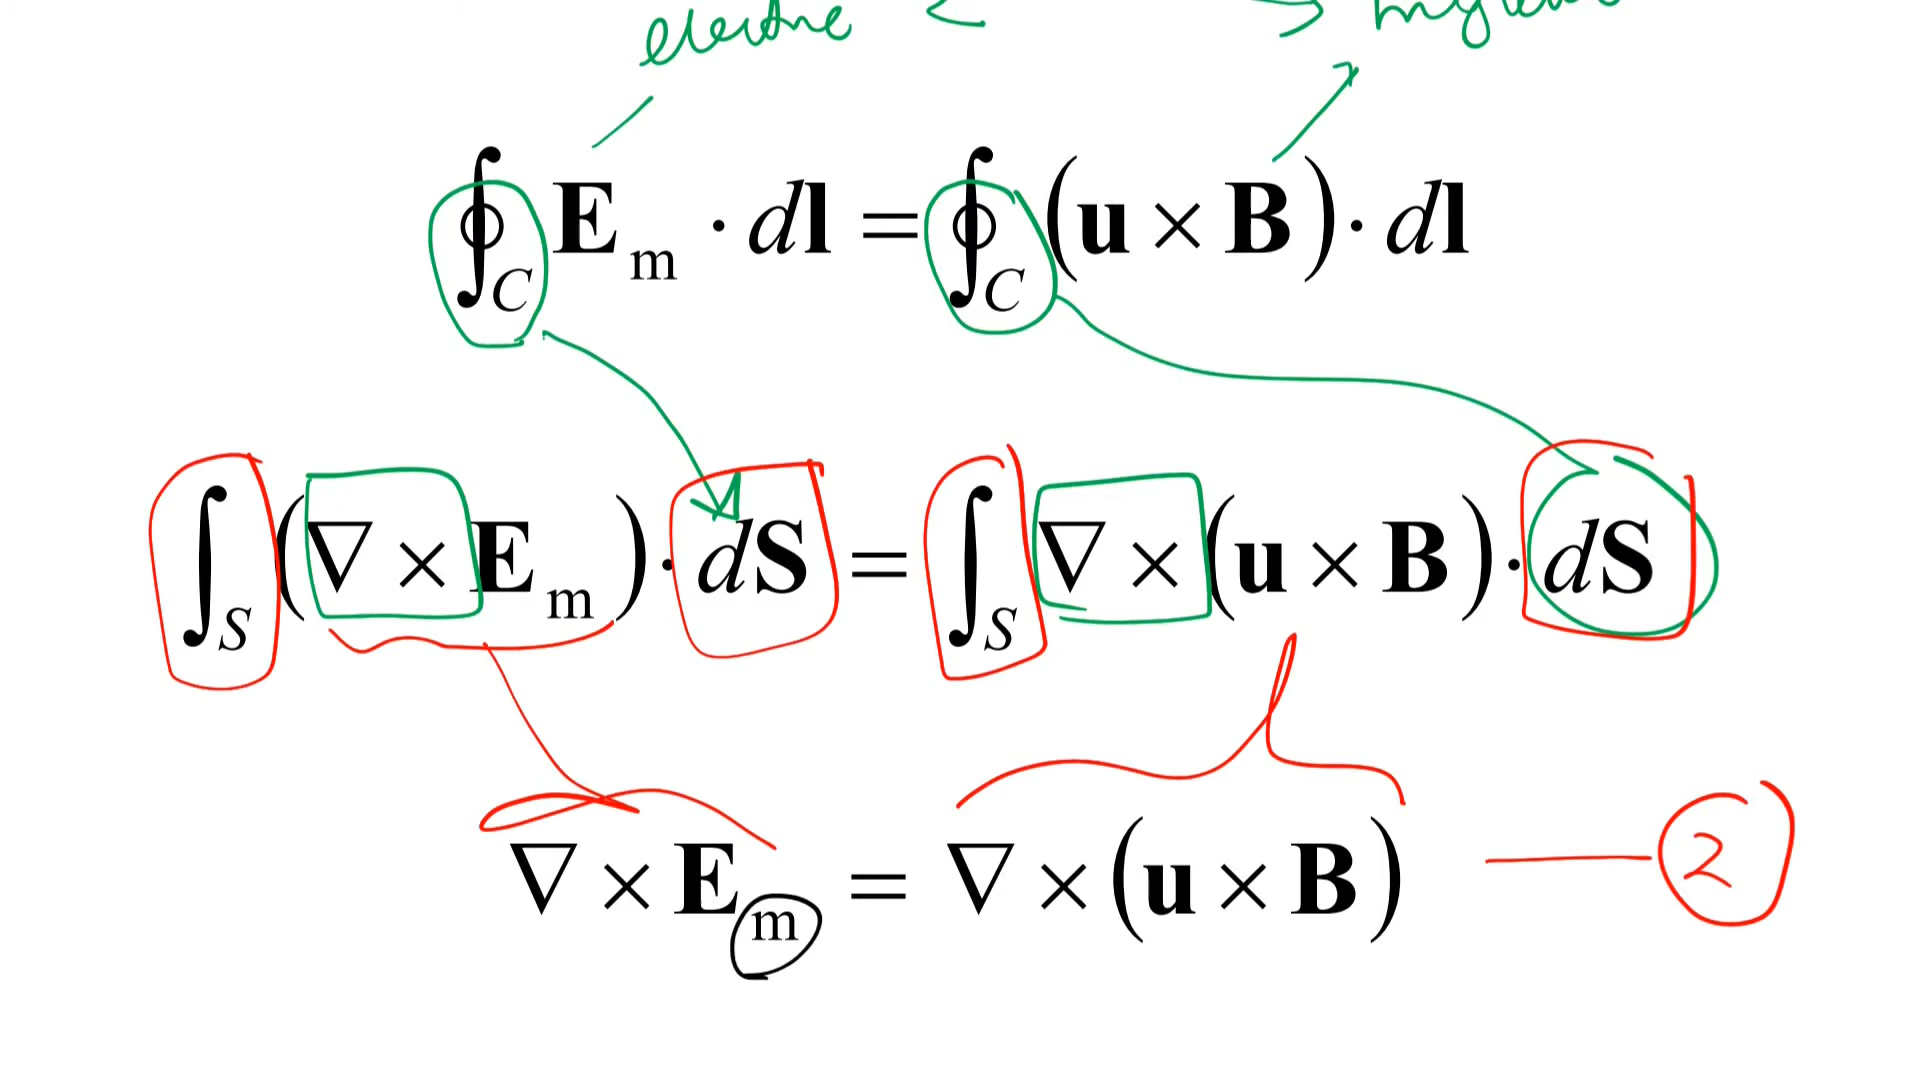 electric
∮_C E_m · dl = ∮_C (u × B) · dl
∫_S (∇ × E_m) · dS = ∫_S ∇ × (u × B) · dS
∇ × E_m = ∇ × (u × B) — 2